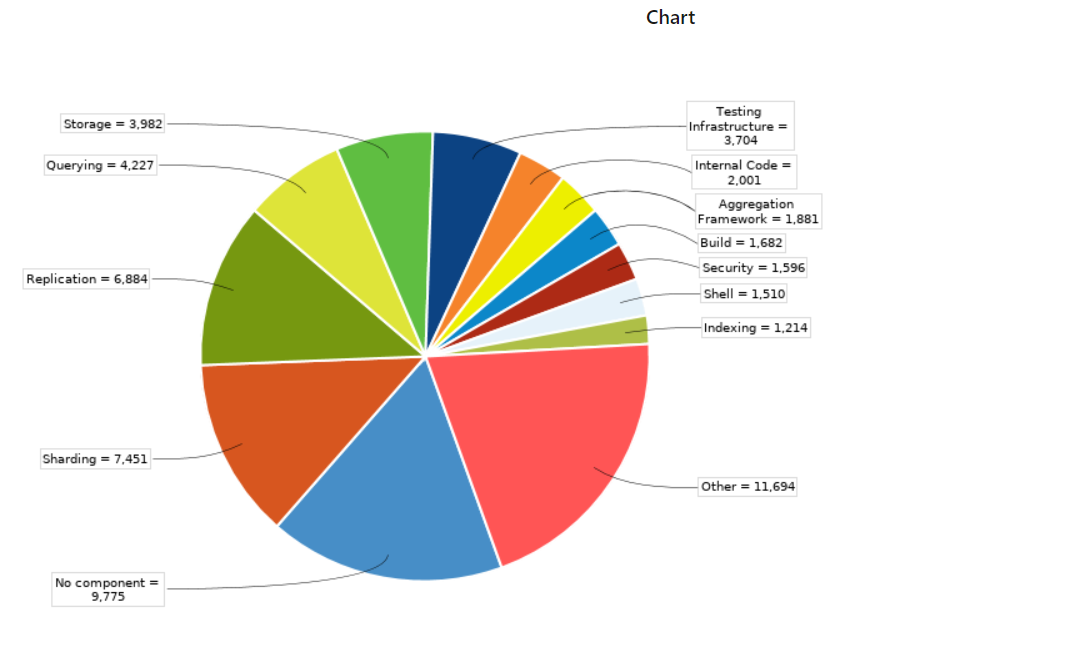 Chart
Storage = 3,982
Querying = 4,227
Replication = 6,884
Sharding = 7,451
No component =
9,775
Testing
Infrastructure =
3,704
Internal Code =
2,001
Aggregation
Framework = 1,881
Build = 1,682
Security = 1,596
Shell = 1,510
Indexing = 1,214
Other = 11,694